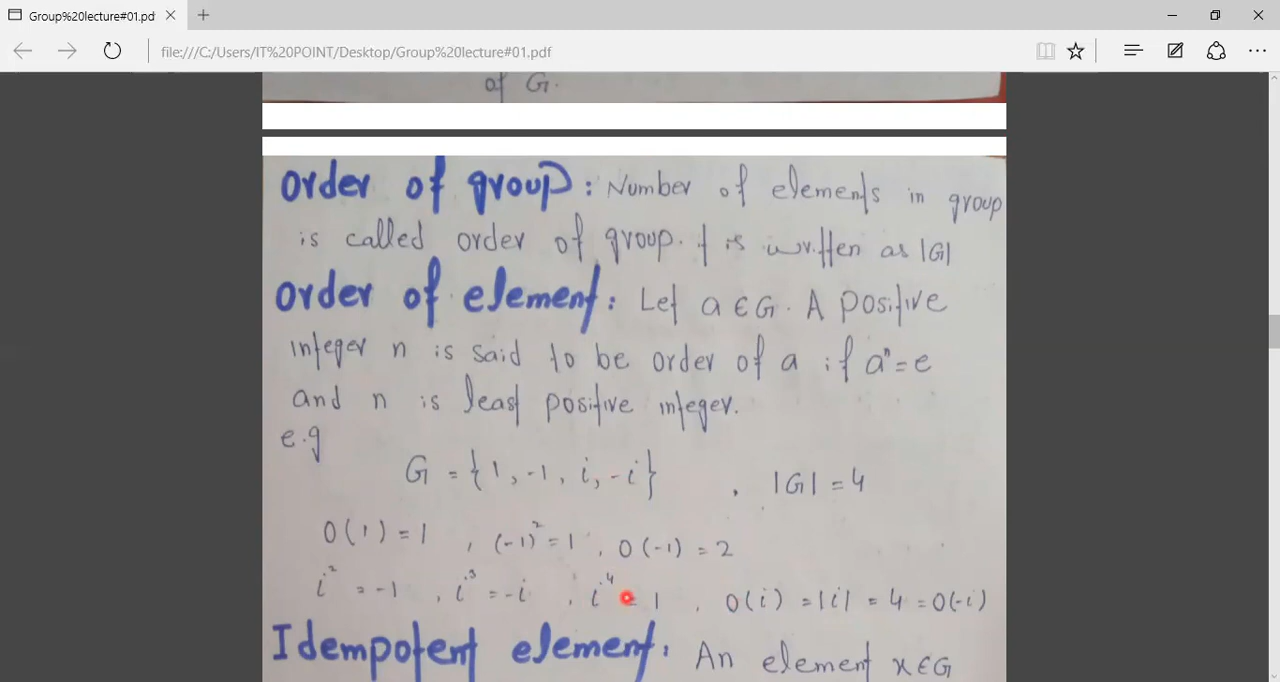 Group%20lecture#01.pd
file:///C:/Users/IT%20POINT/Desktop/Group%20lecture#01.pdf
of G.
Order of group: Number of elements in group
is called order of group. It is written as |G|
Order of element: Let a ∈ G. A positive
integer n is said to be order of a if aⁿ = e
and n is least positive integer.
e.g
G = {1, -1, i, -i} , |G| = 4
O(1) = 1 , (-1)² = 1 , O(-1) = 2
i² = -1 , i³ = -i , i⁴ = 1 , O(i) = |i| = 4 = O(-i)
Idempotent element: An element x ∈ G